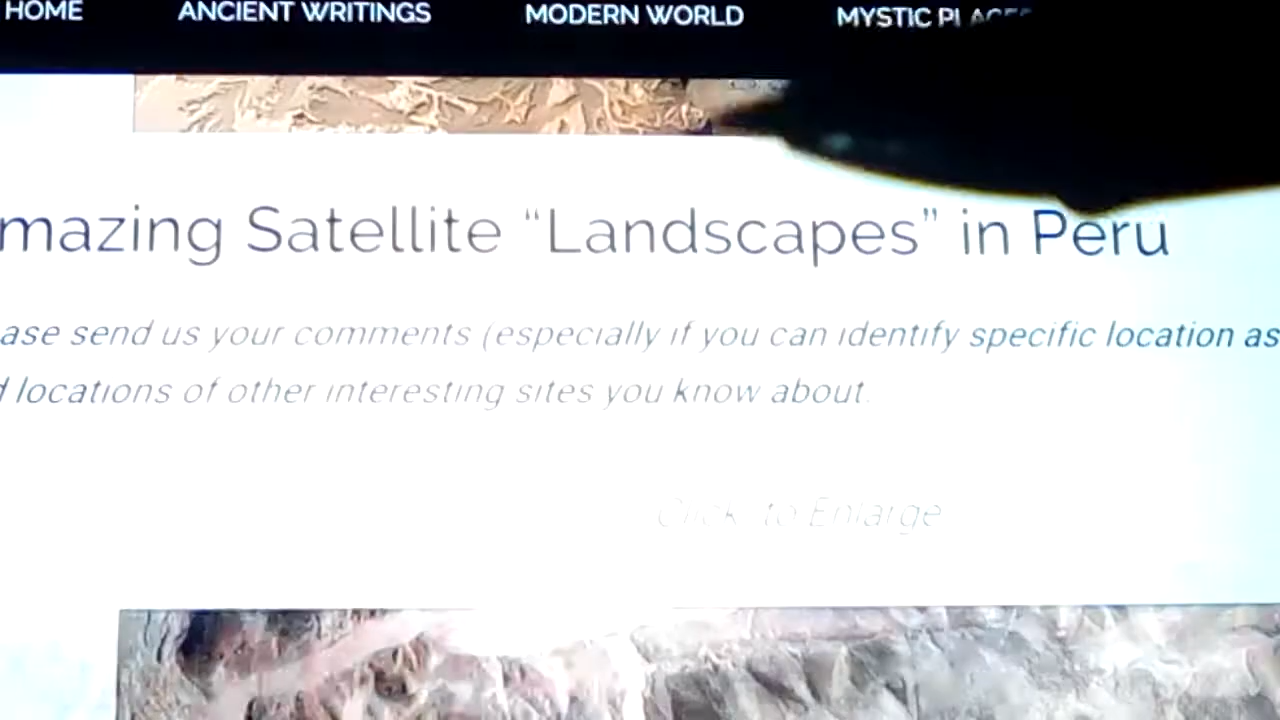 HOME ANCIENT WRITINGS MODERN WORLD MYSTIC PLACES
mazing Satellite “Landscapes” in Peru
ase send us your comments (especially if you can identify specific location as
locations of other interesting sites you know about.
Click to Enlarge